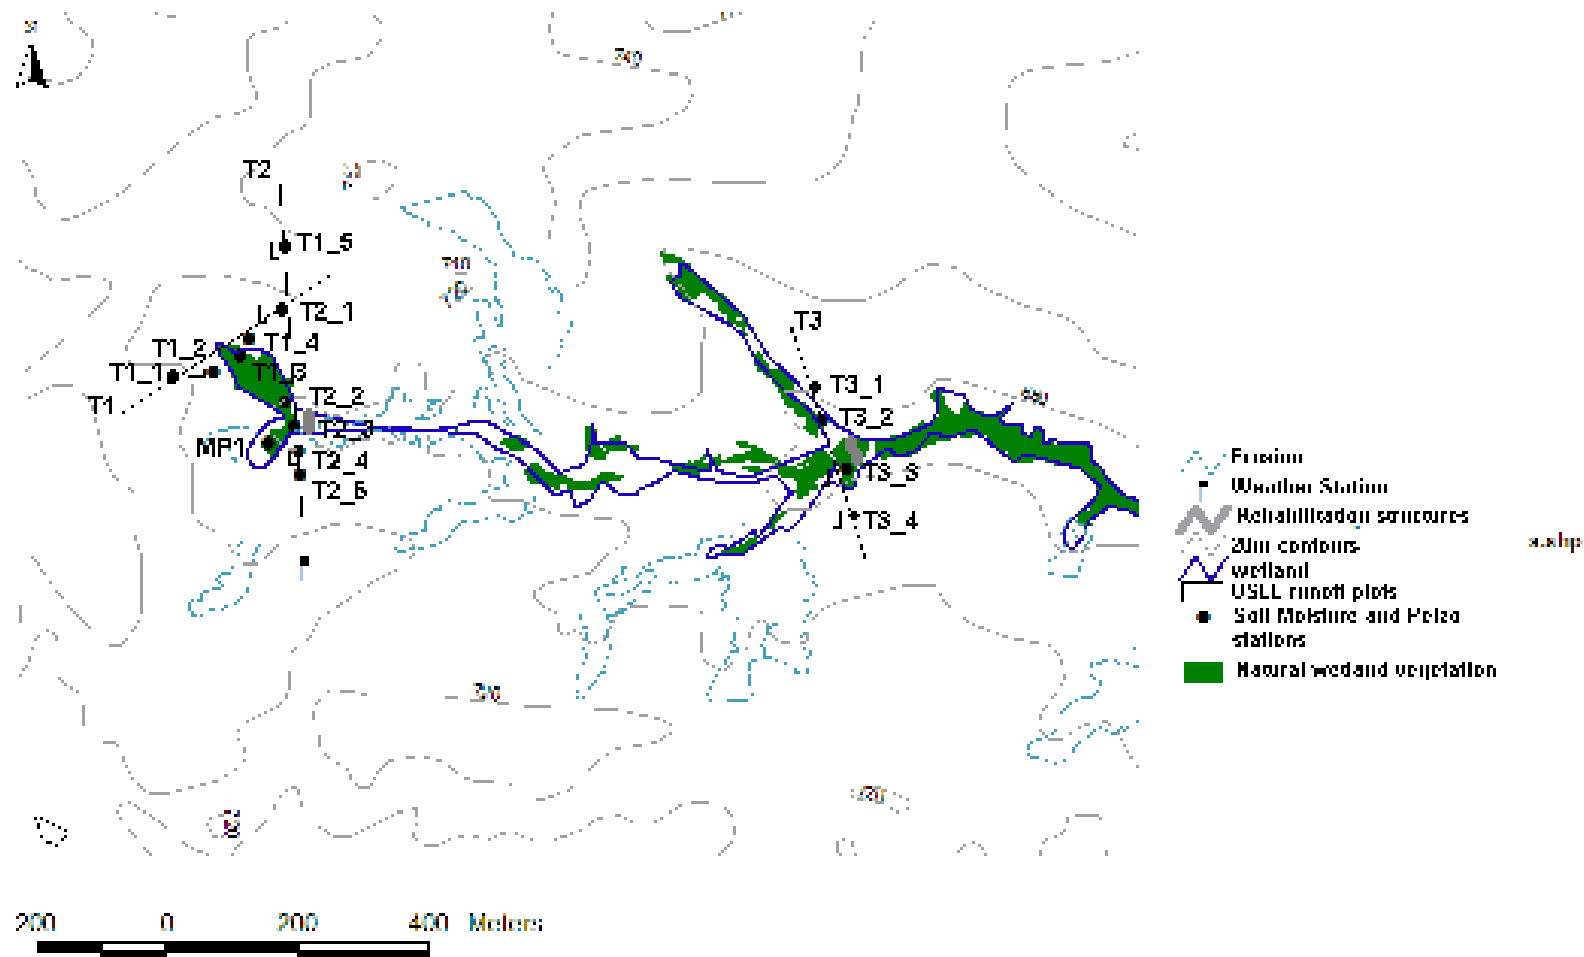 740
T2
T1_5
710
T2_1
T3
T1_2
T1_4
T1_1
T1_3
T3_1
T1
T2_2
T3_2
T2_3
MP1
T2_4
T3_3
T2_5
T3_4
Erosion
Weather Station
Rehabilitation structures
20m contours
wetland
USLE runoff plots
Soil Moisture and Peizo
stations
Natural wetland vegetation
200 0 200 400 Meters